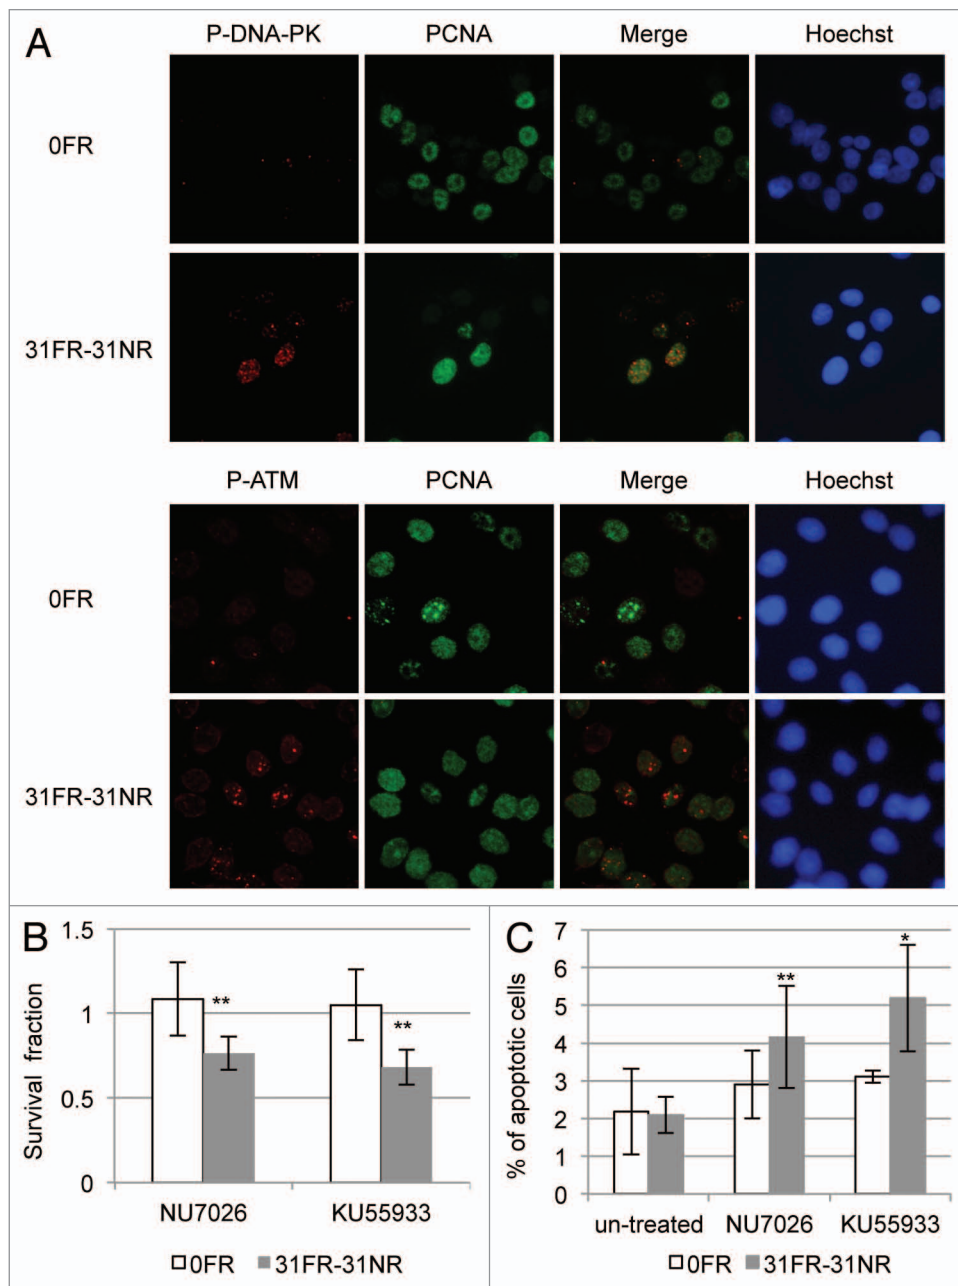 A
P-DNA-PK PCNA Merge Hoechst
0FR
31FR-31NR
P-ATM PCNA Merge Hoechst
0FR
31FR-31NR
B
Survival fraction
1.5
1
0.5
0
**
**
NU7026 KU55933
0FR 31FR-31NR
C
% of apoptotic cells
7
6
5
4
3
2
1
0
**
*
un-treated NU7026 KU55933
0FR 31FR-31NR